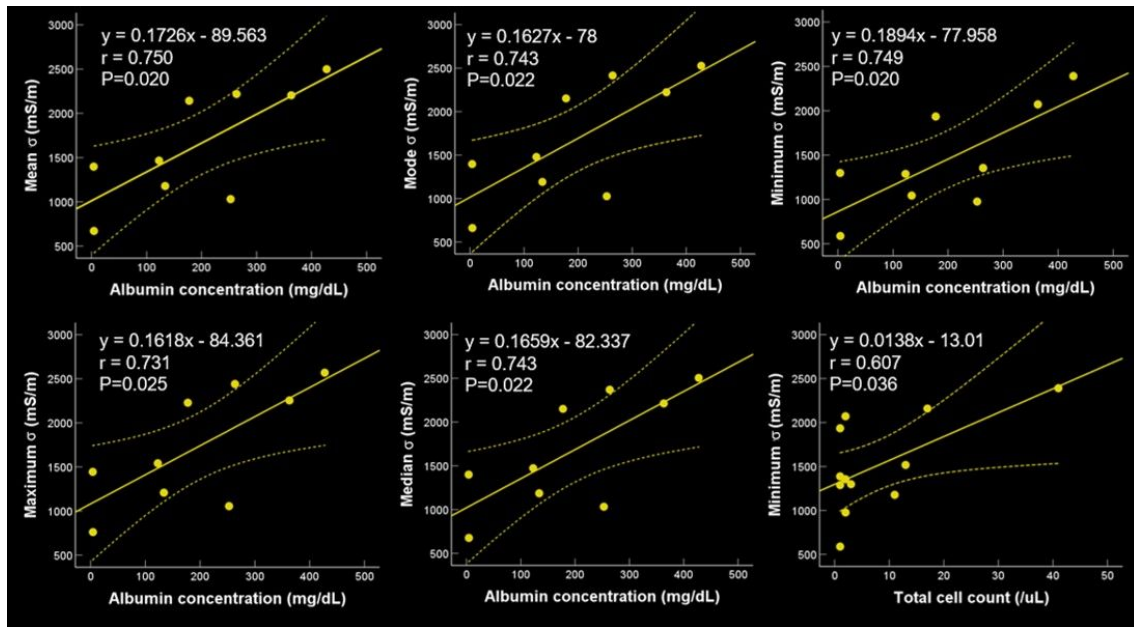 y = 0.1726x - 89.563
r = 0.750
P=0.020
Mean σ (mS/m)
3000
2500
2000
1500
1000
500
0 100 200 300 400 500
Albumin concentration (mg/dL)
y = 0.1627x - 78
r = 0.743
P=0.022
Mode σ (mS/m)
3000
2500
2000
1500
1000
500
0 100 200 300 400 500
Albumin concentration (mg/dL)
y = 0.1894x - 77.958
r = 0.749
P=0.020
Minimum σ (mS/m)
3000
2500
2000
1500
1000
500
0 100 200 300 400 500
Albumin concentration (mg/dL)
y = 0.1618x - 84.361
r = 0.731
P=0.025
Maximum σ (mS/m)
3000
2500
2000
1500
1000
500
0 100 200 300 400 500
Albumin concentration (mg/dL)
y = 0.1659x - 82.337
r = 0.743
P=0.022
Median σ (mS/m)
3000
2500
2000
1500
1000
500
0 100 200 300 400 500
Albumin concentration (mg/dL)
y = 0.0138x - 13.01
r = 0.607
P=0.036
Minimum σ (mS/m)
3000
2500
2000
1500
1000
500
0 10 20 30 40 50
Total cell count (/uL)